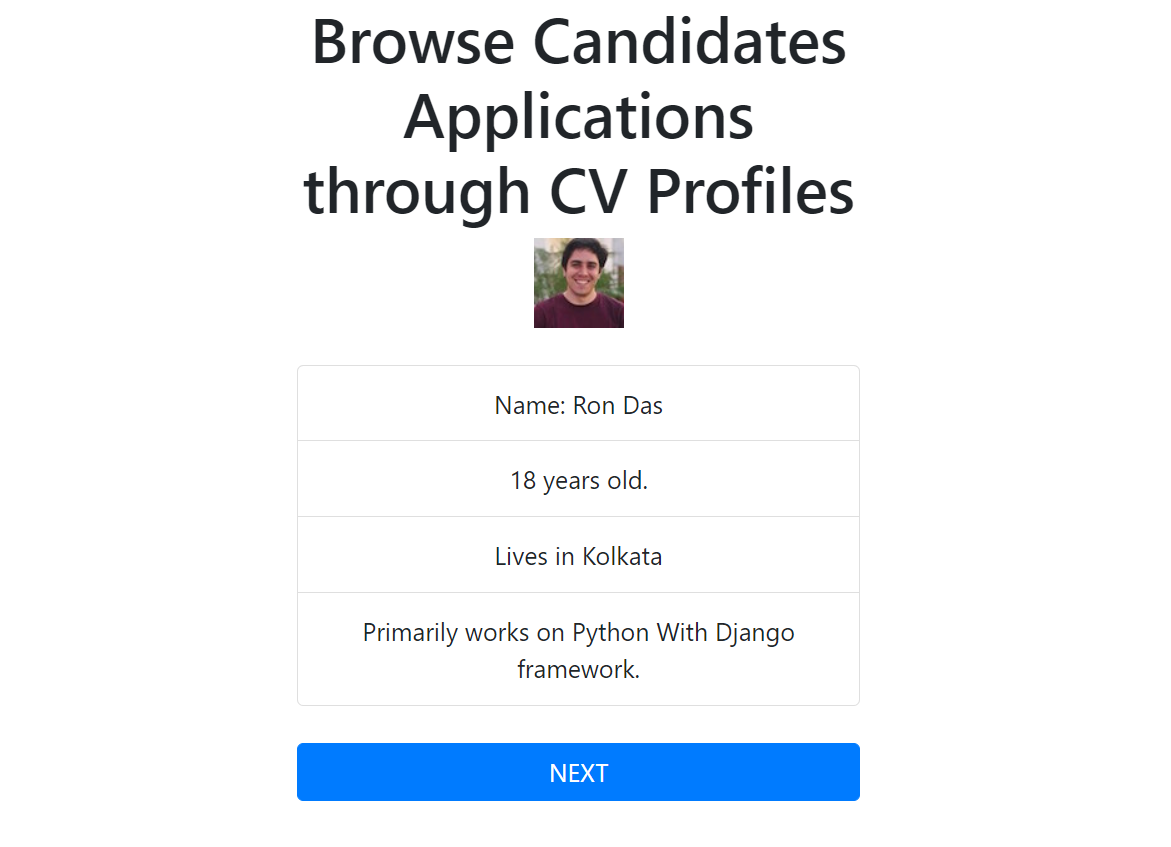 Browse Candidates
Applications
through CV Profiles
Name: Ron Das
18 years old.
Lives in Kolkata
Primarily works on Python With Django
framework.
NEXT